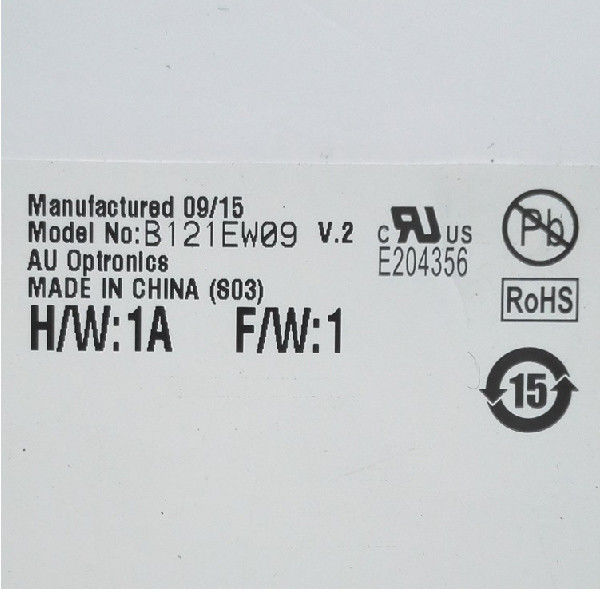 Manufactured 09/15
Model No:B121EW09 V.2
AU Optronics
MADE IN CHINA (S03)
H/W:1A F/W:1
c RU US
E204356
Pb
RoHS
15